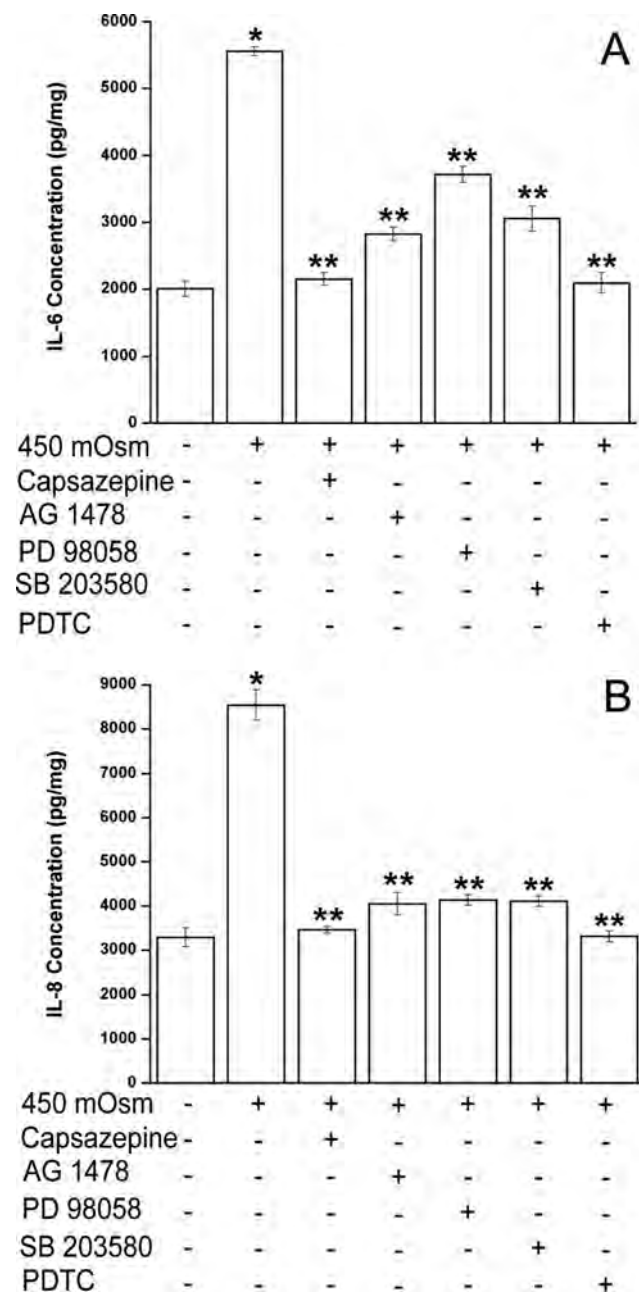 A
6000
5000
4000
3000
2000
1000
0
IL-6 Concentration (pg/mg)
*
**
**
**
**
**
450 mOsm - + + + + + +
Capsazepine - - + - - - -
AG 1478 - - - + - - -
PD 98058 - - - - + - -
SB 203580 - - - - - + -
PDTC - - - - - - +
B
9000
8000
7000
6000
5000
4000
3000
2000
1000
0
IL-8 Concentration (pg/mg)
*
**
**
**
**
**
450 mOsm - + + + + + +
Capsazepine - - + - - - -
AG 1478 - - - + - - -
PD 98058 - - - - + - -
SB 203580 - - - - - + -
PDTC - - - - - - +